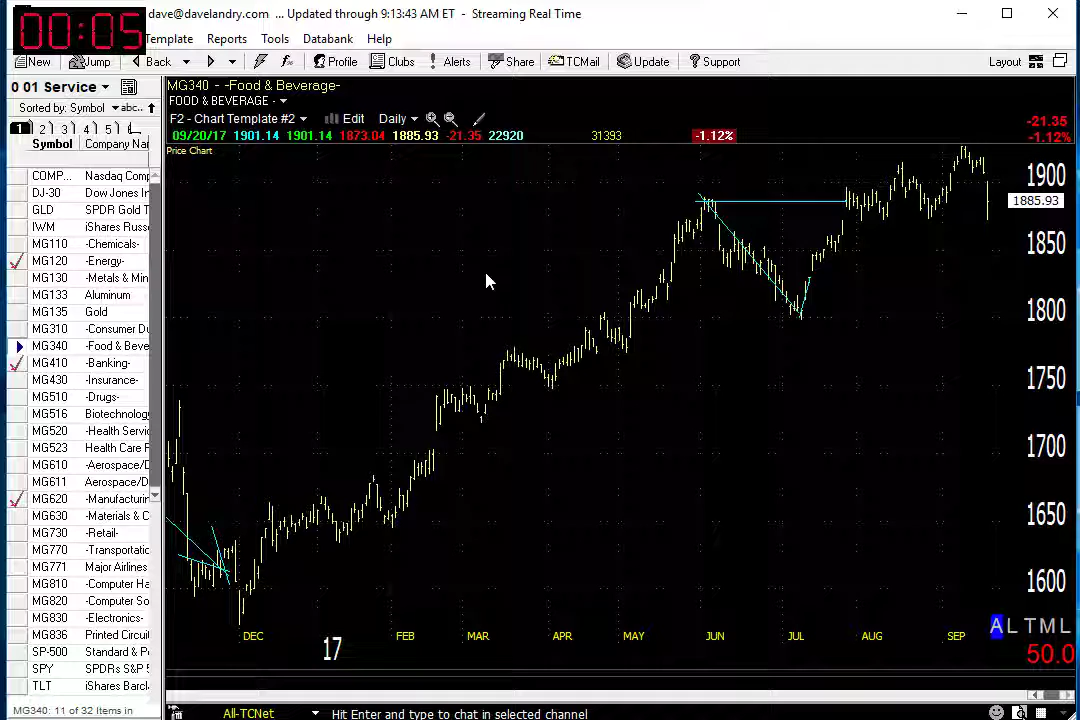 00:05
dave@davelandry.com ... Updated through 9:13:43 AM ET - Streaming Real Time
Template Reports Tools Databank Help
New Jump Back Profile Clubs Alerts Share TCMail Update Support Layout
0 01 Service
Sorted by: Symbol abc..
1 2 3 4 5
Symbol Company Nar
COMP... Nasdaq Comp
DJ-30 Dow Jones In
GLD SPDR Gold T
IWM iShares Russe
MG110 -Chemicals-
MG120 -Energy-
MG130 -Metals & Min
MG133 Aluminum
MG135 Gold
MG310 -Consumer Du
MG340 -Food & Beve
MG410 -Banking-
MG430 -Insurance-
MG510 -Drugs-
MG516 Biotechnology
MG520 -Health Servic
MG523 Health Care F
MG610 -Aerospace/D
MG611 Aerospace/D
MG620 -Manufacturin
MG630 -Materials & C
MG730 -Retail-
MG770 -Transportatio
MG771 Major Airlines
MG810 -Computer Ha
MG820 -Computer So
MG830 -Electronics-
MG836 Printed Circuit
SP-500 Standard & P
SPY SPDRs S&P 5
TLT iShares Barcl
MG340: 11 of 32 Items in
MG340 - -Food & Beverage-
FOOD & BEVERAGE -
F2 - Chart Template #2 Edit Daily
09/20/17 1901.14 1901.14 1873.04 1885.93 -21.35 22920 31393 -1.12%
-21.35
-1.12%
Price Chart
1900
1885.93
1850
1800
1750
1700
1650
1600
DEC 17 FEB MAR APR MAY JUN JUL AUG SEP
A L T M L
50.0
All-TCNet Hit Enter and type to chat in selected channel